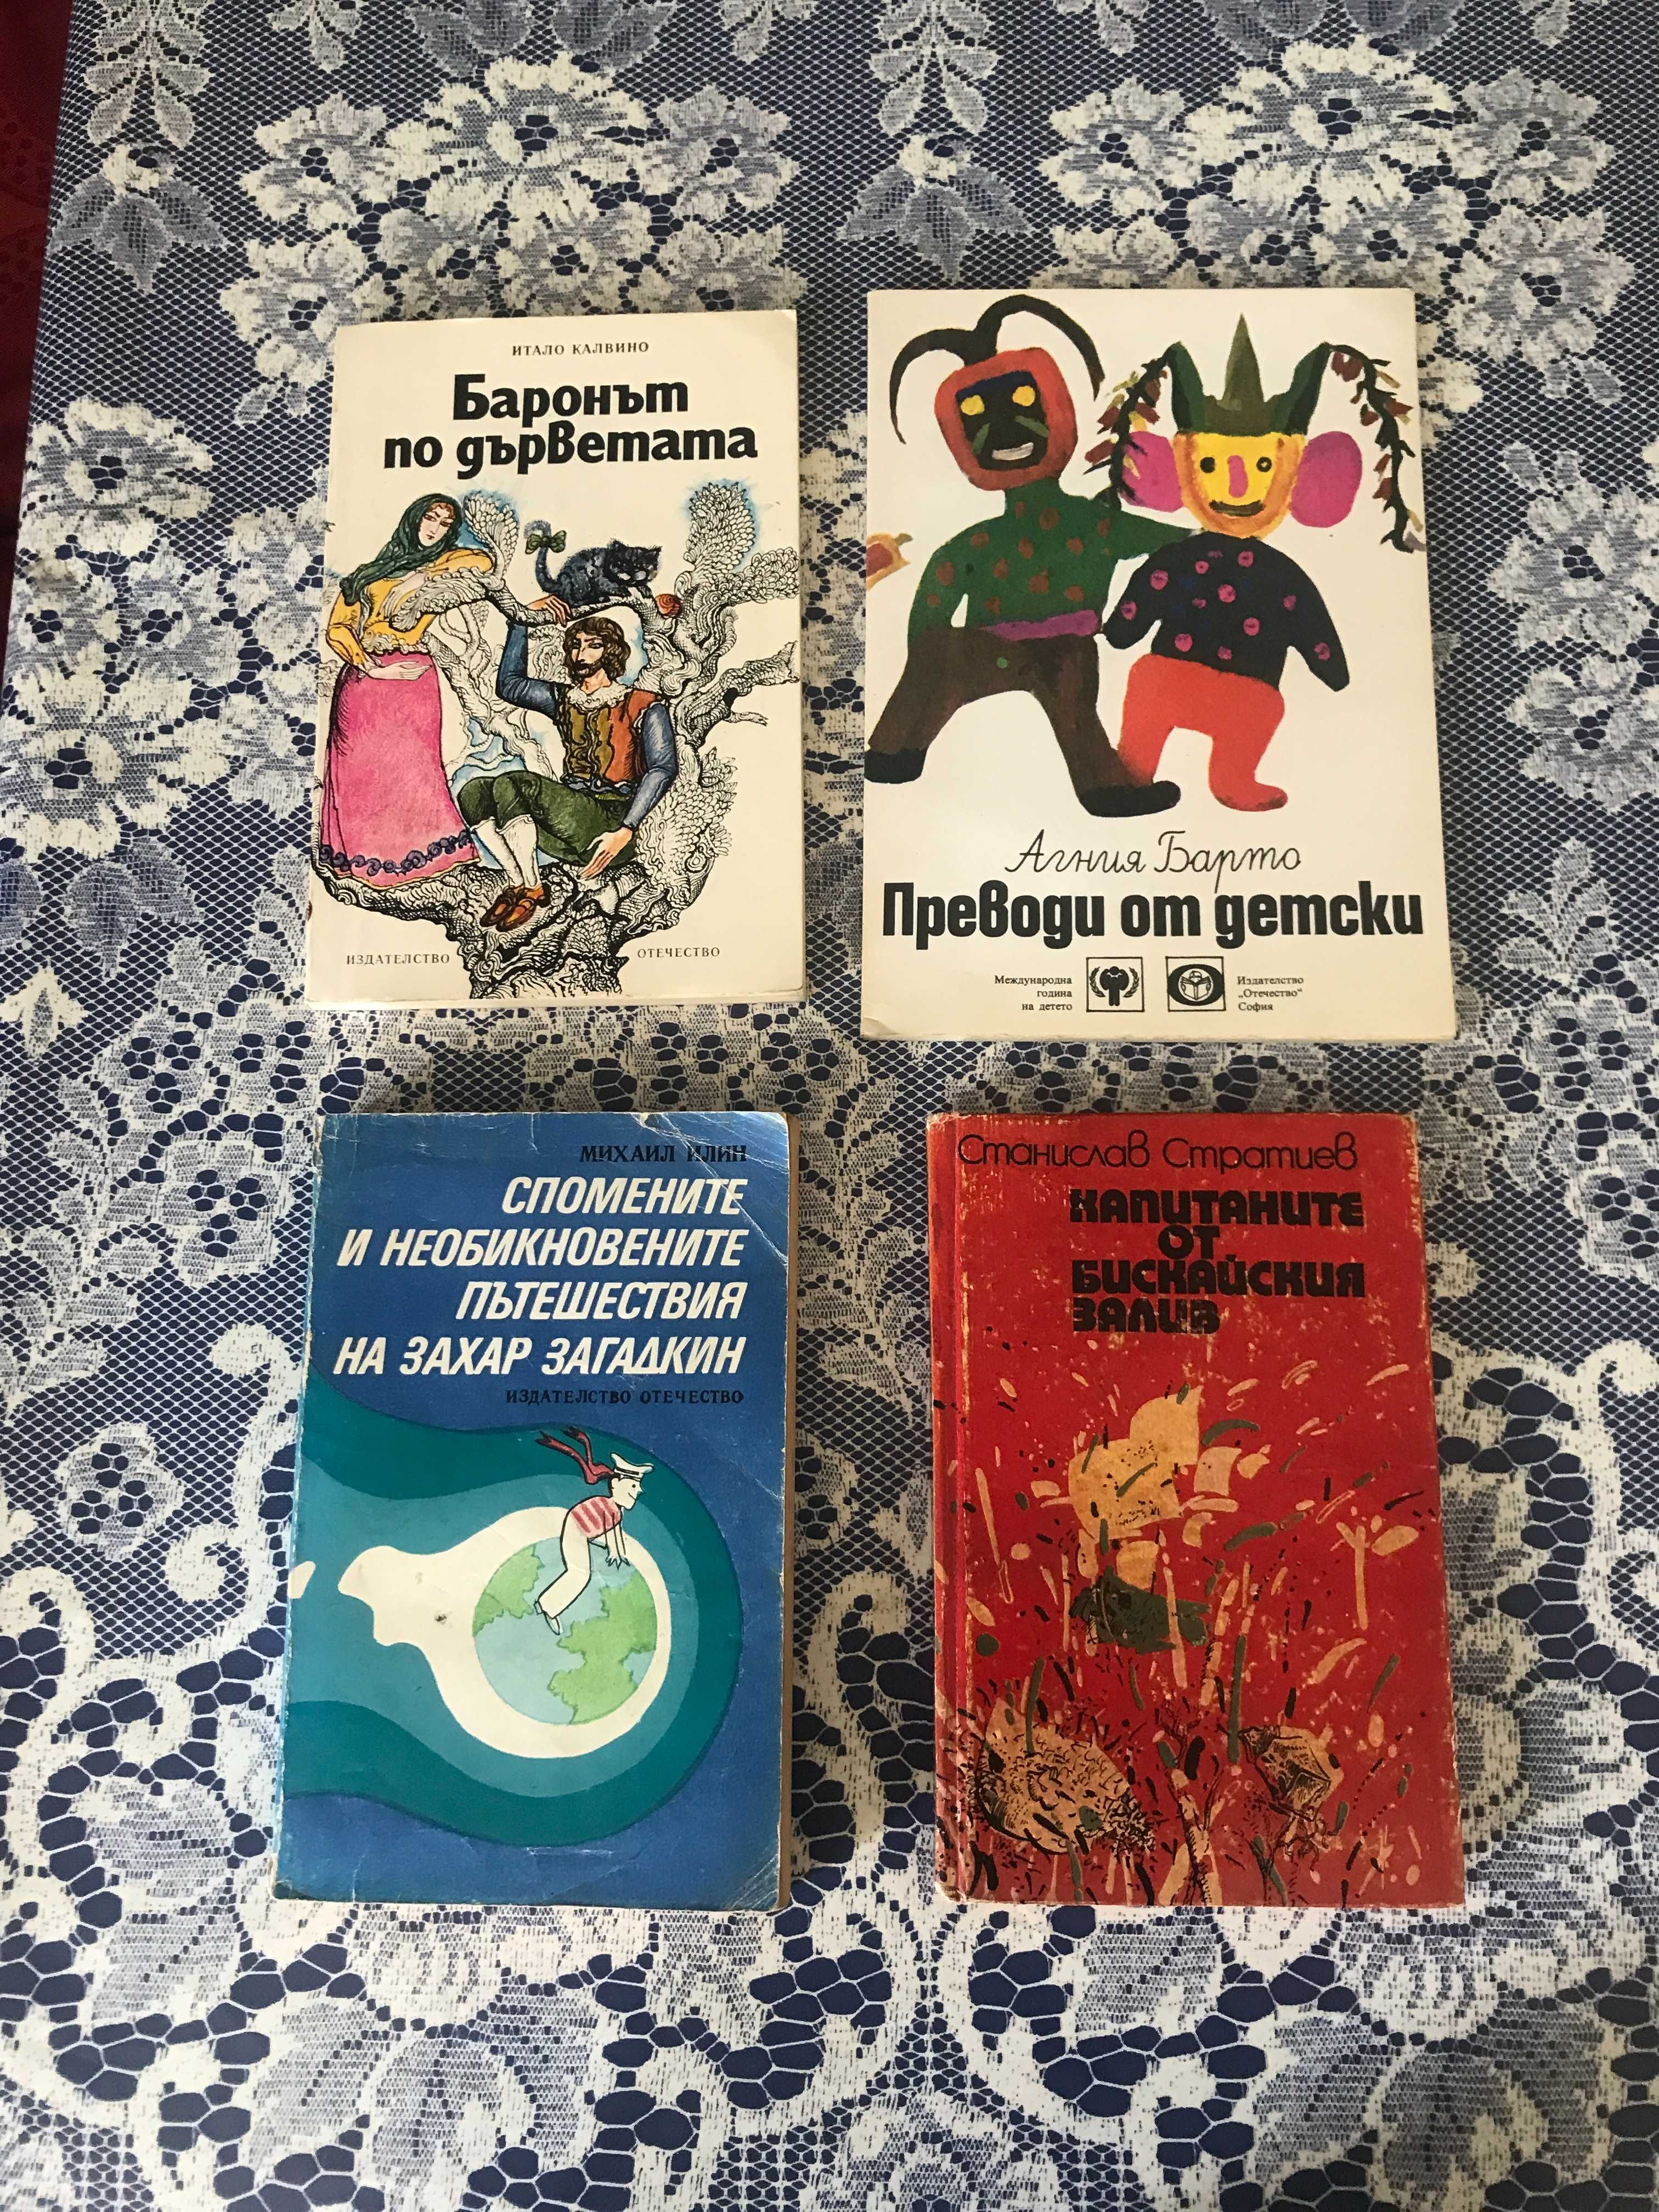 ИТАЛО КАЛВИНО
Баронът
по дърветата
ИЗДАТЕЛСТВО ОТЕЧЕСТВО
Агния Барто
Преводи от детски
Международна
година
на детето
Издателство
„Отечество“
София
МИХАИЛ ИЛИН
СПОМЕНИТЕ
И НЕОБИКНОВЕНИТЕ
ПЪТЕШЕСТВИЯ
НА ЗАХАР ЗАГАДКИН
ИЗДАТЕЛСТВО ОТЕЧЕСТВО
Станислав Стратиев
КАПИТАНИТЕ
ОТ
БИСКАЙСКИЯ
ЗАЛИВ